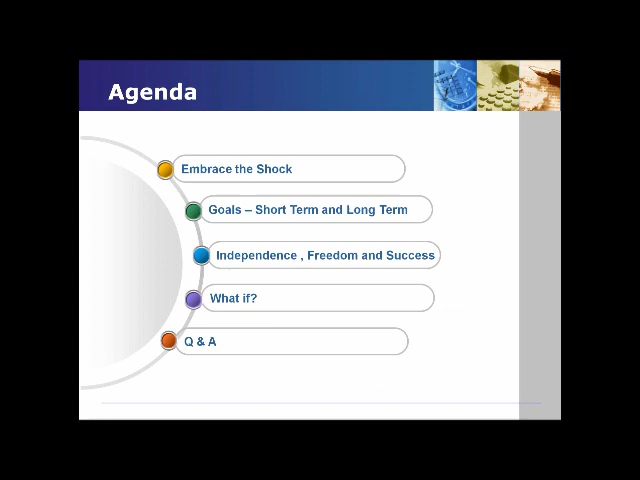 Agenda
Embrace the Shock
Goals – Short Term and Long Term
Independence , Freedom and Success
What if?
Q & A